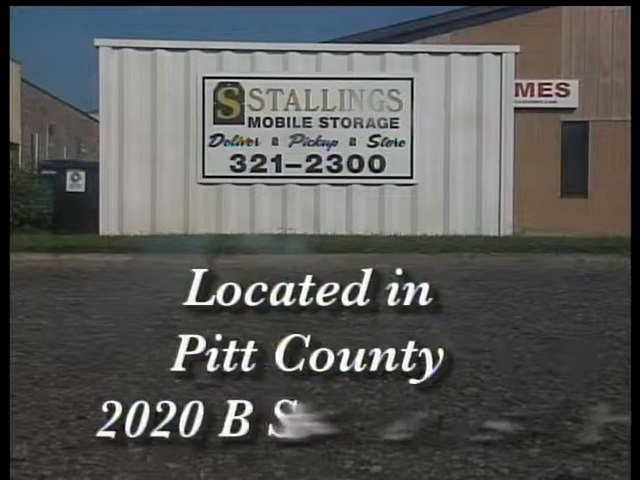 S STALLINGS
MOBILE STORAGE
Deliver Pickup Store
321-2300
MES
Located in
Pitt County
2020 B S